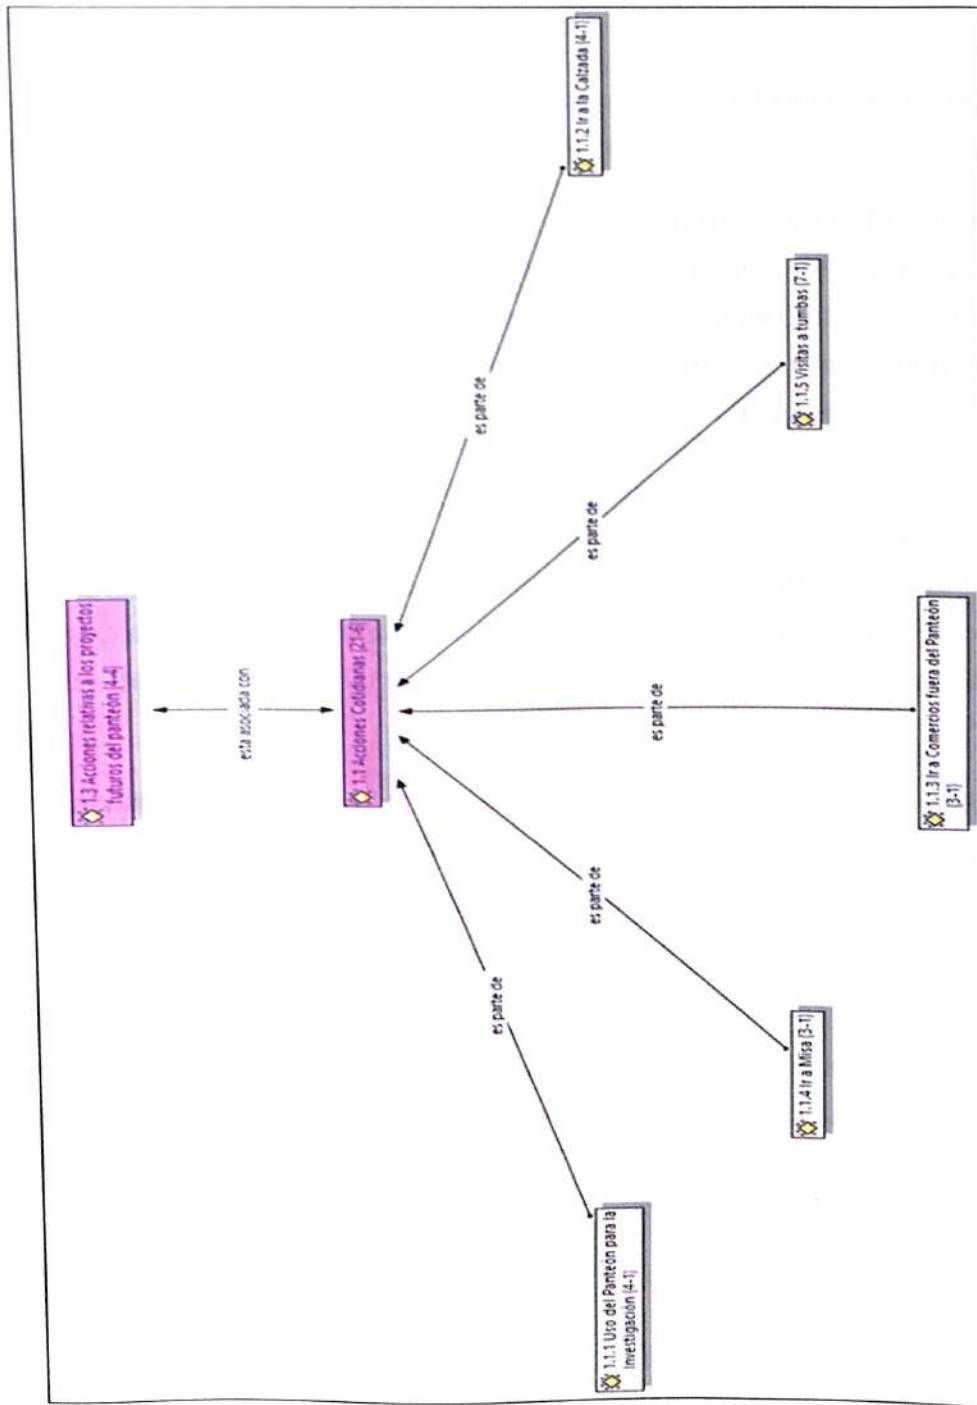 1.3 Acciones relativas a los proyectos
futuros del panteón {4-4}
esta asociada con
1.1 Acciones Cotidianas {21-6}
es parte de
es parte de
es parte de
es parte de
es parte de
1.1.1 Uso del Panteón para la
Investigación {4-1}
1.1.4 Ir a Misa {3-1}
1.1.3 Ir a Comercios fuera del Panteón
{3-1}
1.1.5 Visitas a tumbas {7-1}
1.1.2 Ir a la Calzada {4-1}